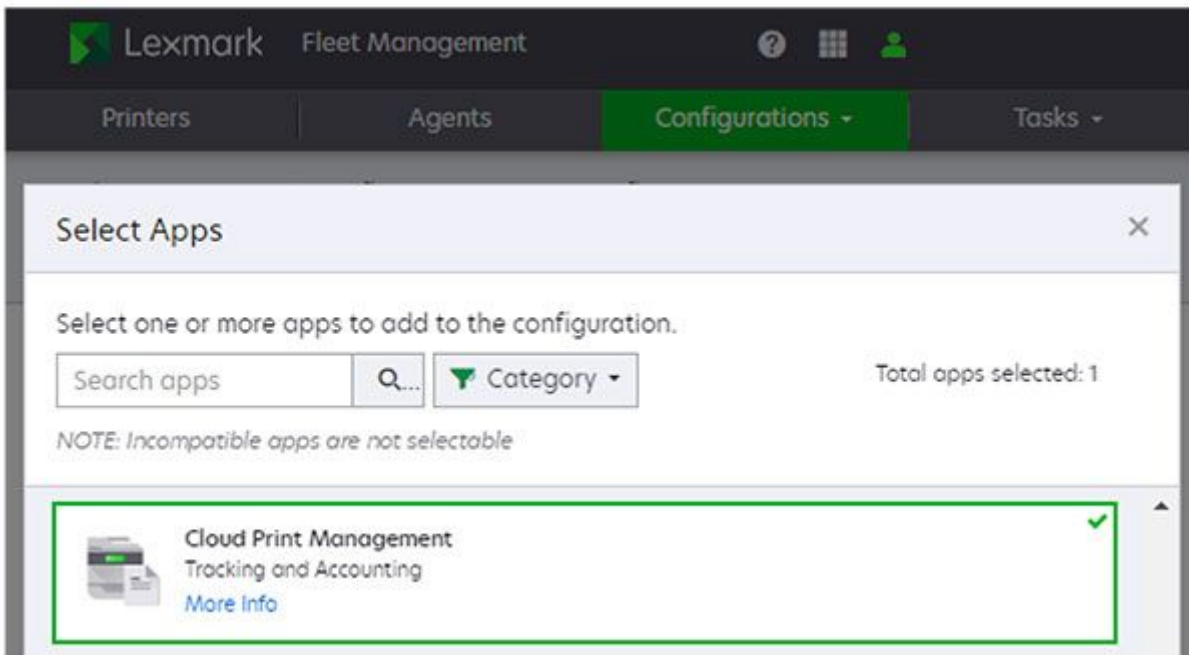 Lexmark Fleet Management
Printers Agents Configurations Tasks
Select Apps
Select one or more apps to add to the configuration.
Search apps Category Total apps selected: 1
NOTE: Incompatible apps are not selectable
Cloud Print Management
Tracking and Accounting
More Info